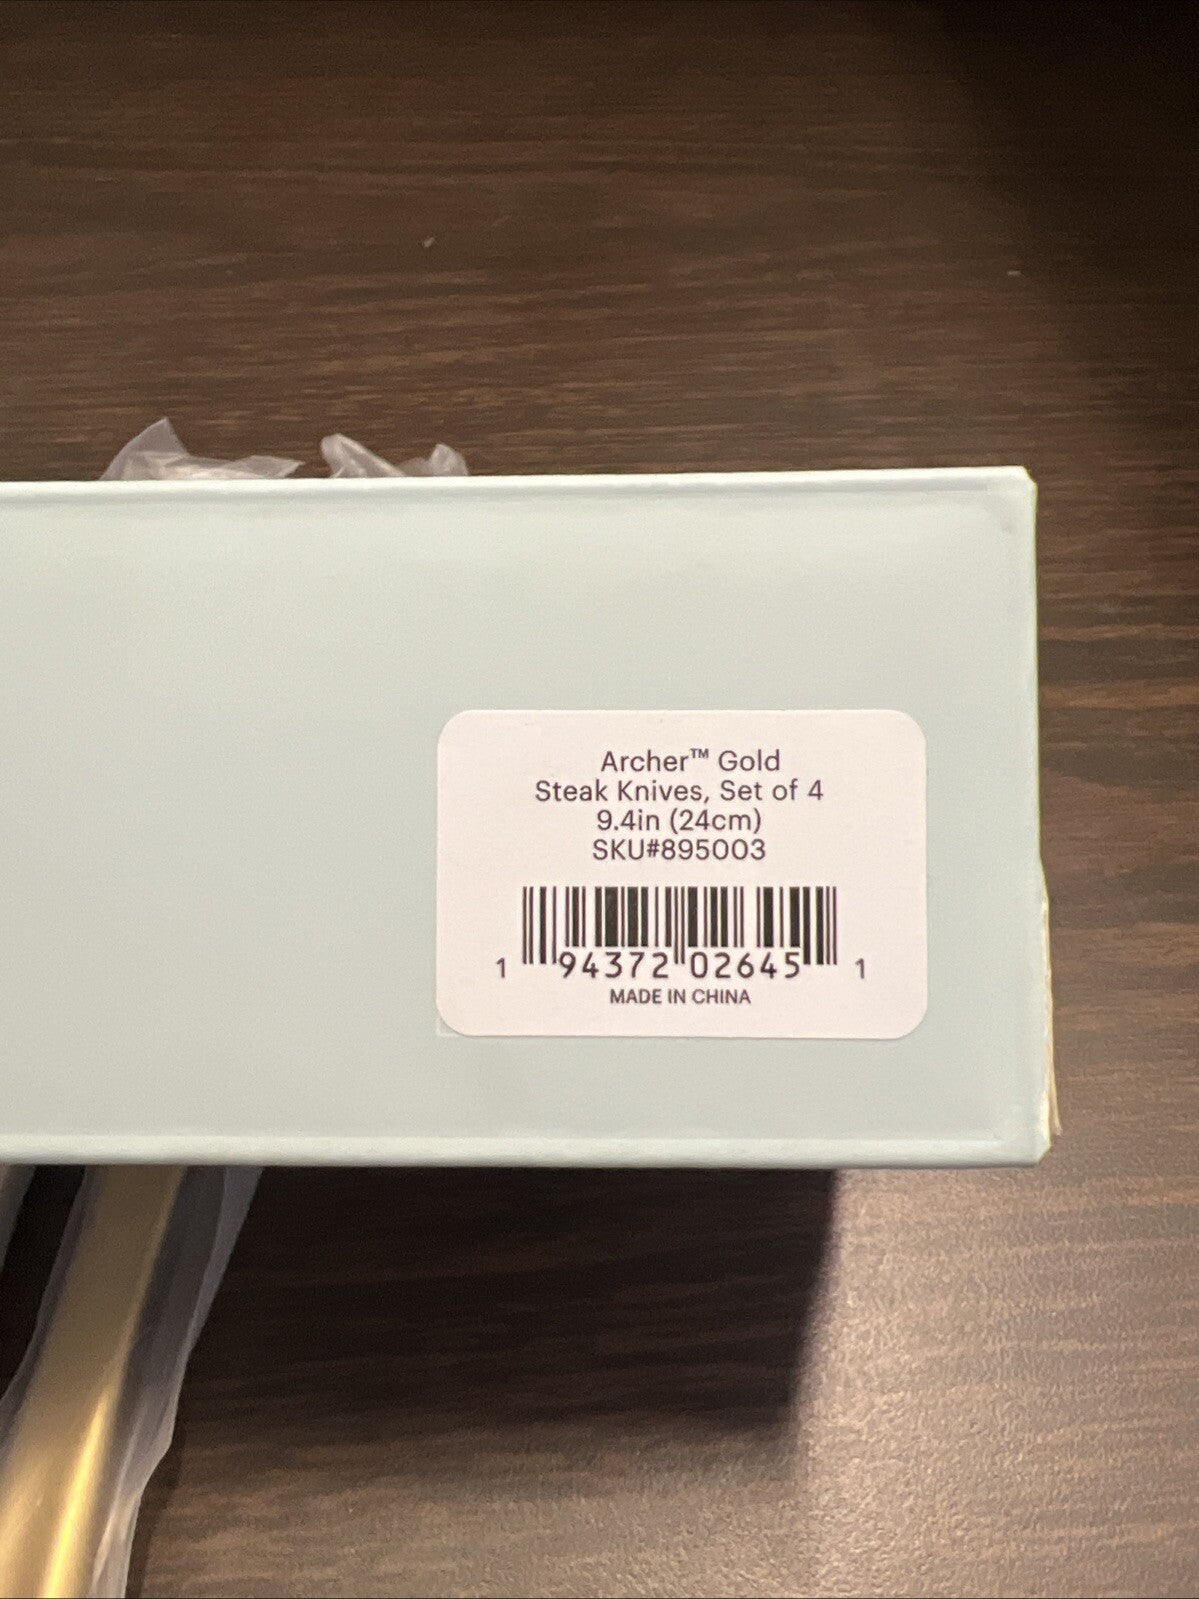 Archer™ Gold
Steak Knives, Set of 4
9.4in (24cm)
SKU#895003
1 94372 02645 1
MADE IN CHINA